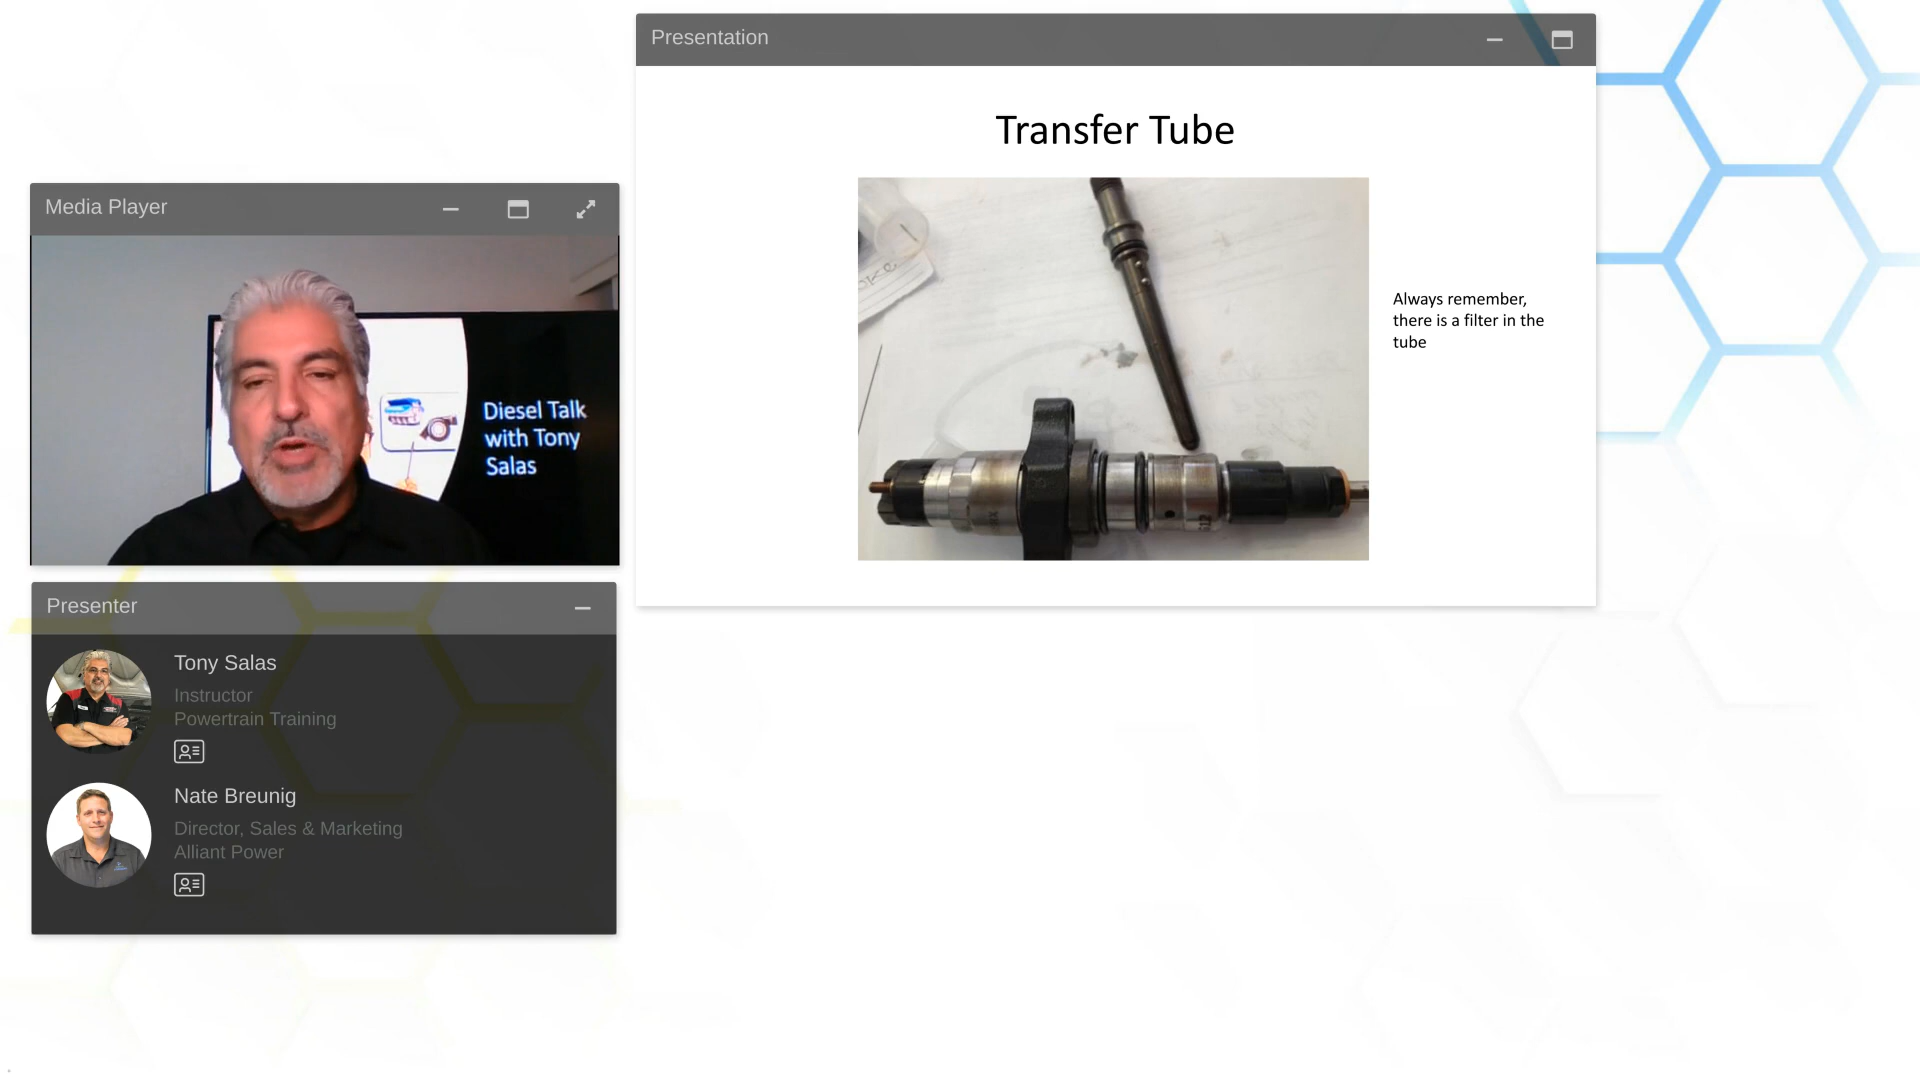 Presentation
Transfer Tube
Always remember,
there is a filter in the
tube
Media Player
Diesel Talk
with Tony
Salas
Presenter
Tony Salas
Instructor
Powertrain Training
Nate Breunig
Director, Sales & Marketing
Alliant Power